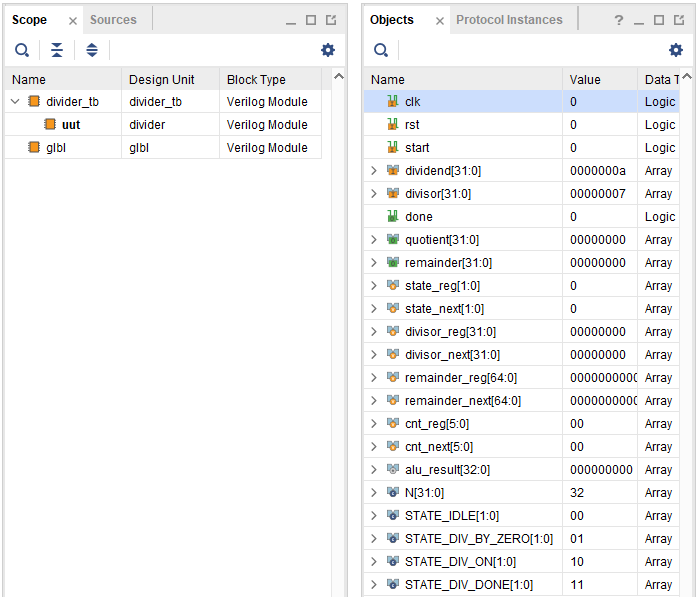 Scope × Sources
Name Design Unit Block Type
divider_tb divider_tb Verilog Module
uut divider Verilog Module
glbl glbl Verilog Module
Objects × Protocol Instances ?
Name Value Data T
clk 0 Logic
rst 0 Logic
start 0 Logic
dividend[31:0] 0000000a Array
divisor[31:0] 00000007 Array
done 0 Logic
quotient[31:0] 00000000 Array
remainder[31:0] 00000000 Array
state_reg[1:0] 0 Array
state_next[1:0] 0 Array
divisor_reg[31:0] 00000000 Array
divisor_next[31:0] 00000000 Array
remainder_reg[64:0] 0000000000 Array
remainder_next[64:0] 0000000000 Array
cnt_reg[5:0] 00 Array
cnt_next[5:0] 00 Array
alu_result[32:0] 000000000 Array
N[31:0] 32 Array
STATE_IDLE[1:0] 00 Array
STATE_DIV_BY_ZERO[1:0] 01 Array
STATE_DIV_ON[1:0] 10 Array
STATE_DIV_DONE[1:0] 11 Array